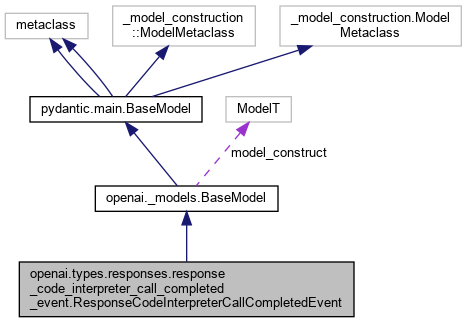 metaclass
_model_construction
::ModelMetaclass
_model_construction.Model
Metaclass
pydantic.main.BaseModel
ModelT
model_construct
openai._models.BaseModel
openai.types.responses.response
_code_interpreter_call_completed
_event.ResponseCodeInterpreterCallCompletedEvent